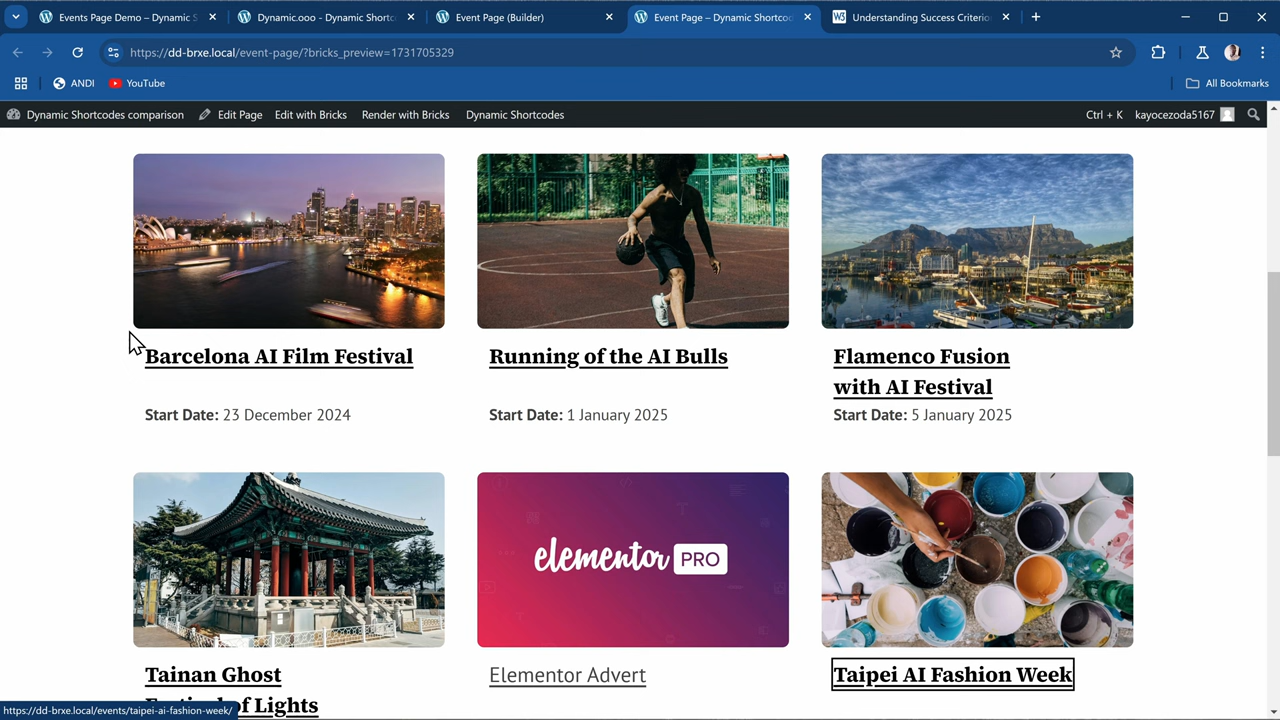 Events Page Demo – Dynamic S
Dynamic.ooo - Dynamic Shortc
Event Page (Builder)
Event Page – Dynamic Shortcod
Understanding Success Criterio
https://dd-brxe.local/event-page/?bricks_preview=1731705329
ANDI
YouTube
All Bookmarks
Dynamic Shortcodes comparison
Edit Page
Edit with Bricks
Render with Bricks
Dynamic Shortcodes
Ctrl + K
kayocezoda5167
Barcelona AI Film Festival
Start Date: 23 December 2024
Running of the AI Bulls
Start Date: 1 January 2025
Flamenco Fusion
with AI Festival
Start Date: 5 January 2025
Tainan Ghost
Festival of Lights
elementor PRO
Elementor Advert
Taipei AI Fashion Week
https://dd-brxe.local/events/taipei-ai-fashion-week/